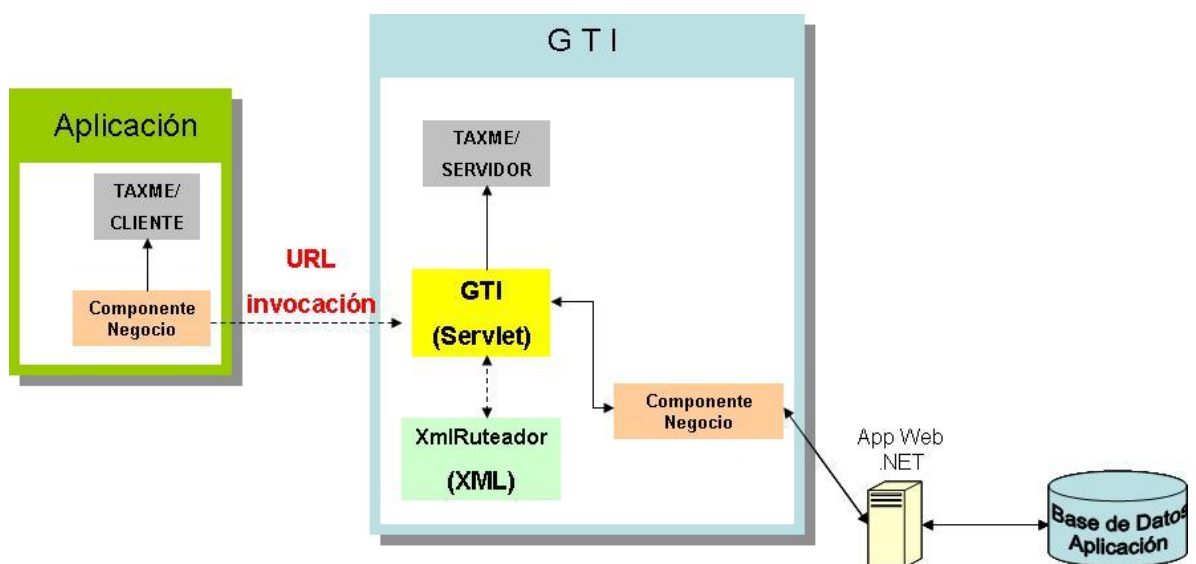 G T I
Aplicación
TAXME/
CLIENTE
Componente
Negocio
URL
invocación
TAXME/
SERVIDOR
GTI
(Servlet)
XmlRuteador
(XML)
Componente
Negocio
App Web
.NET
Base de Datos
Aplicación